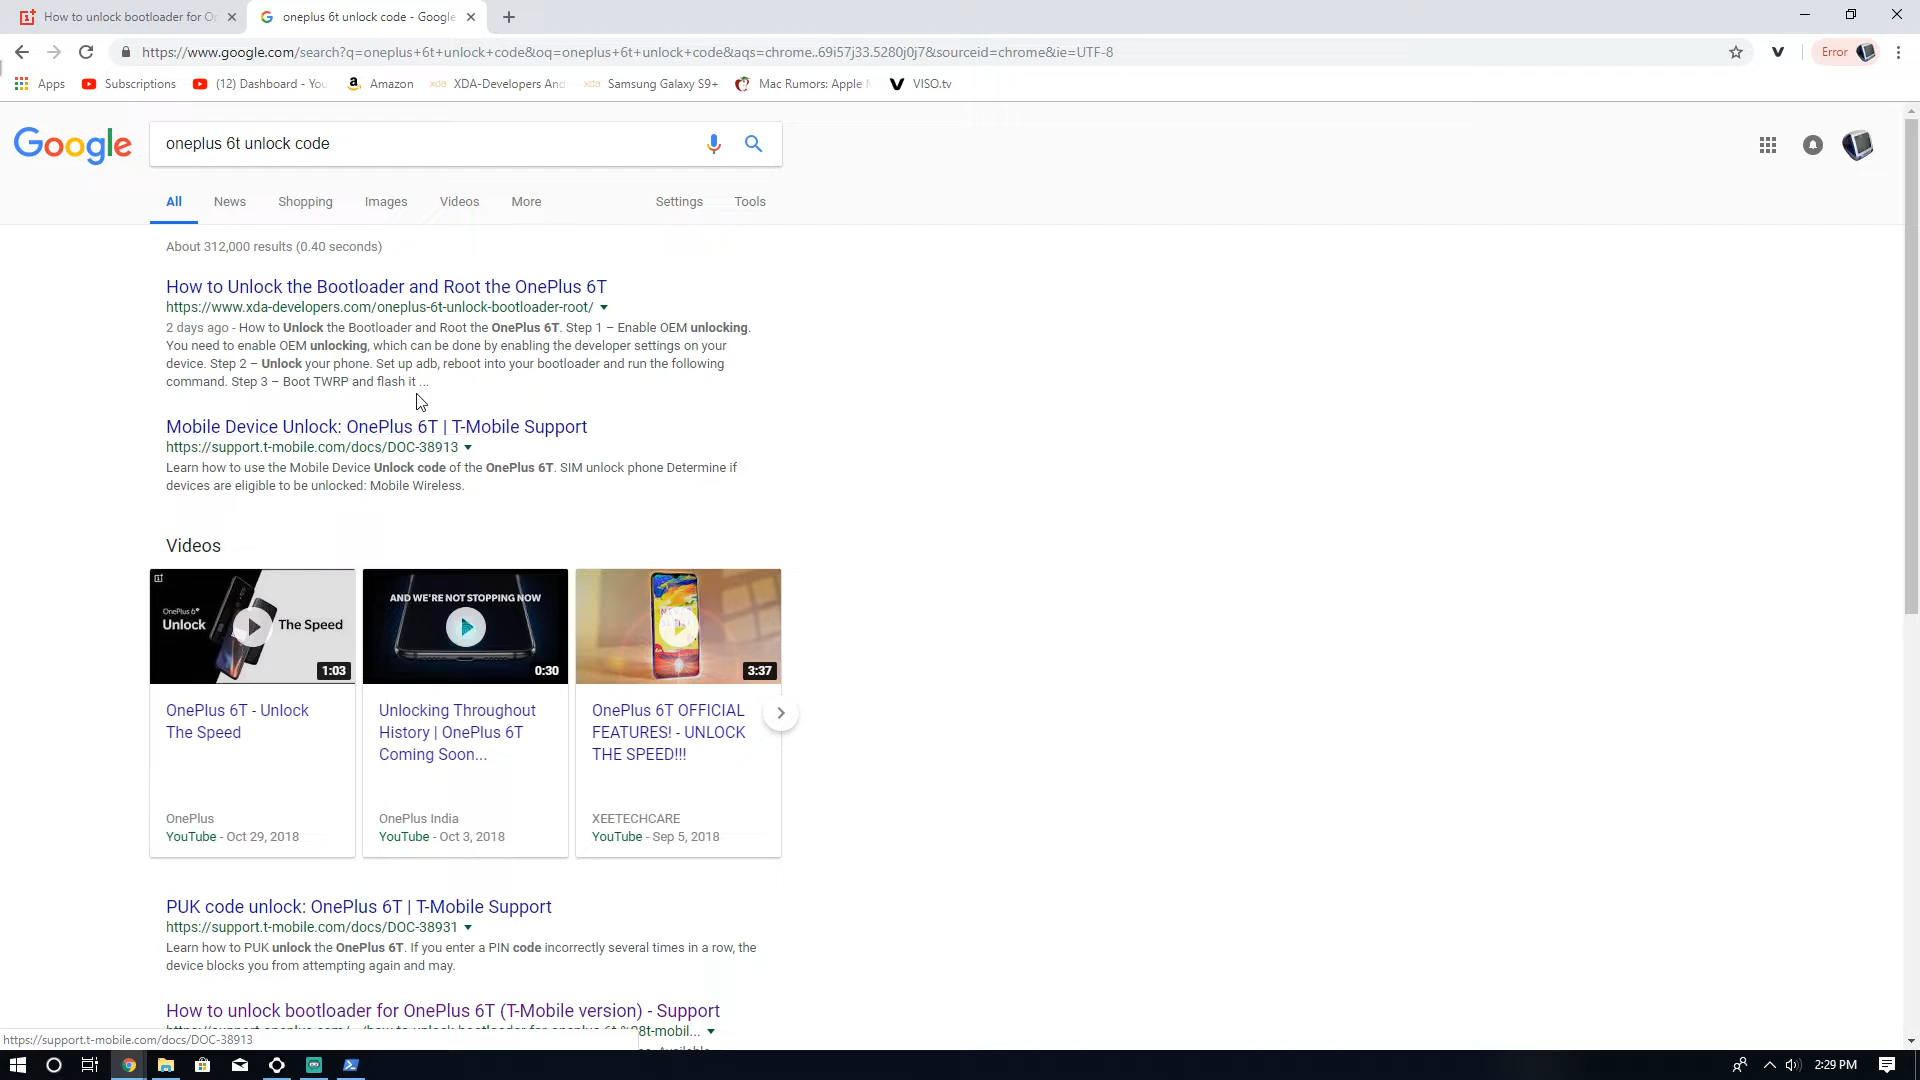 How to unlock bootloader for O
oneplus 6t unlock code - Google
https://www.google.com/search?q=oneplus+6t+unlock+code&oq=oneplus+6t+unlock+code&aqs=chrome..69i57j33.5280j0j7&sourceid=chrome&ie=UTF-8
Error
Apps
Subscriptions
(12) Dashboard - You
Amazon
XDA-Developers And
Samsung Galaxy S9+
Mac Rumors: Apple
VISO.tv
Google
oneplus 6t unlock code
All
News
Shopping
Images
Videos
More
Settings
Tools
About 312,000 results (0.40 seconds)
How to Unlock the Bootloader and Root the OnePlus 6T
https://www.xda-developers.com/oneplus-6t-unlock-bootloader-root/
2 days ago - How to Unlock the Bootloader and Root the OnePlus 6T. Step 1 – Enable OEM unlocking.
You need to enable OEM unlocking, which can be done by enabling the developer settings on your
device. Step 2 – Unlock your phone. Set up adb, reboot into your bootloader and run the following
command. Step 3 – Boot TWRP and flash it ...
Mobile Device Unlock: OnePlus 6T | T-Mobile Support
https://support.t-mobile.com/docs/DOC-38913
Learn how to use the Mobile Device Unlock code of the OnePlus 6T. SIM unlock phone Determine if
devices are eligible to be unlocked: Mobile Wireless.
Videos
OnePlus 6T
Unlock
The Speed
1:03
AND WE'RE NOT STOPPING NOW
0:30
3:37
OnePlus 6T - Unlock
The Speed
Unlocking Throughout
History | OnePlus 6T
Coming Soon...
OnePlus 6T OFFICIAL
FEATURES! - UNLOCK
THE SPEED!!!
OnePlus
YouTube - Oct 29, 2018
OnePlus India
YouTube - Oct 3, 2018
XEETECHCARE
YouTube - Sep 5, 2018
PUK code unlock: OnePlus 6T | T-Mobile Support
https://support.t-mobile.com/docs/DOC-38931
Learn how to PUK unlock the OnePlus 6T. If you enter a PIN code incorrectly several times in a row, the
device blocks you from attempting again and may.
How to unlock bootloader for OnePlus 6T (T-Mobile version) - Support
https://support.t-mobile.com/docs/DOC-38913
2:29 PM